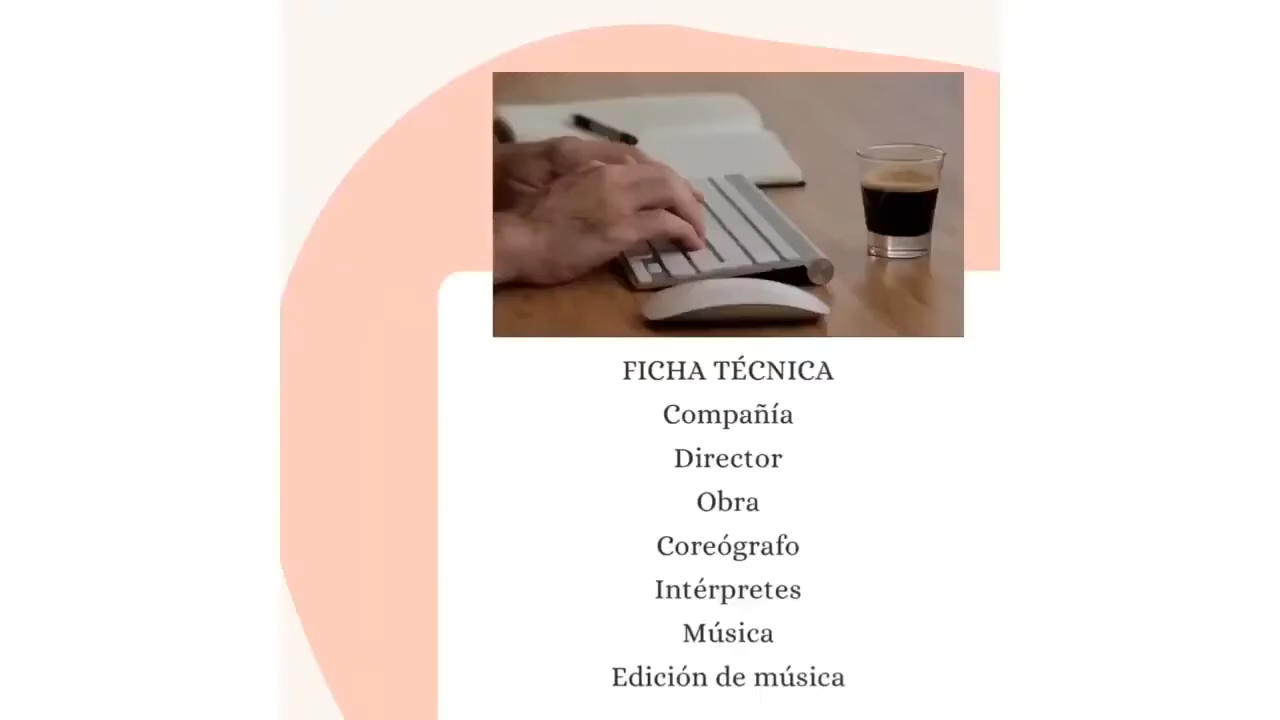 FICHA TÉCNICA
Compañía
Director
Obra
Coreógrafo
Intérpretes
Música
Edición de música